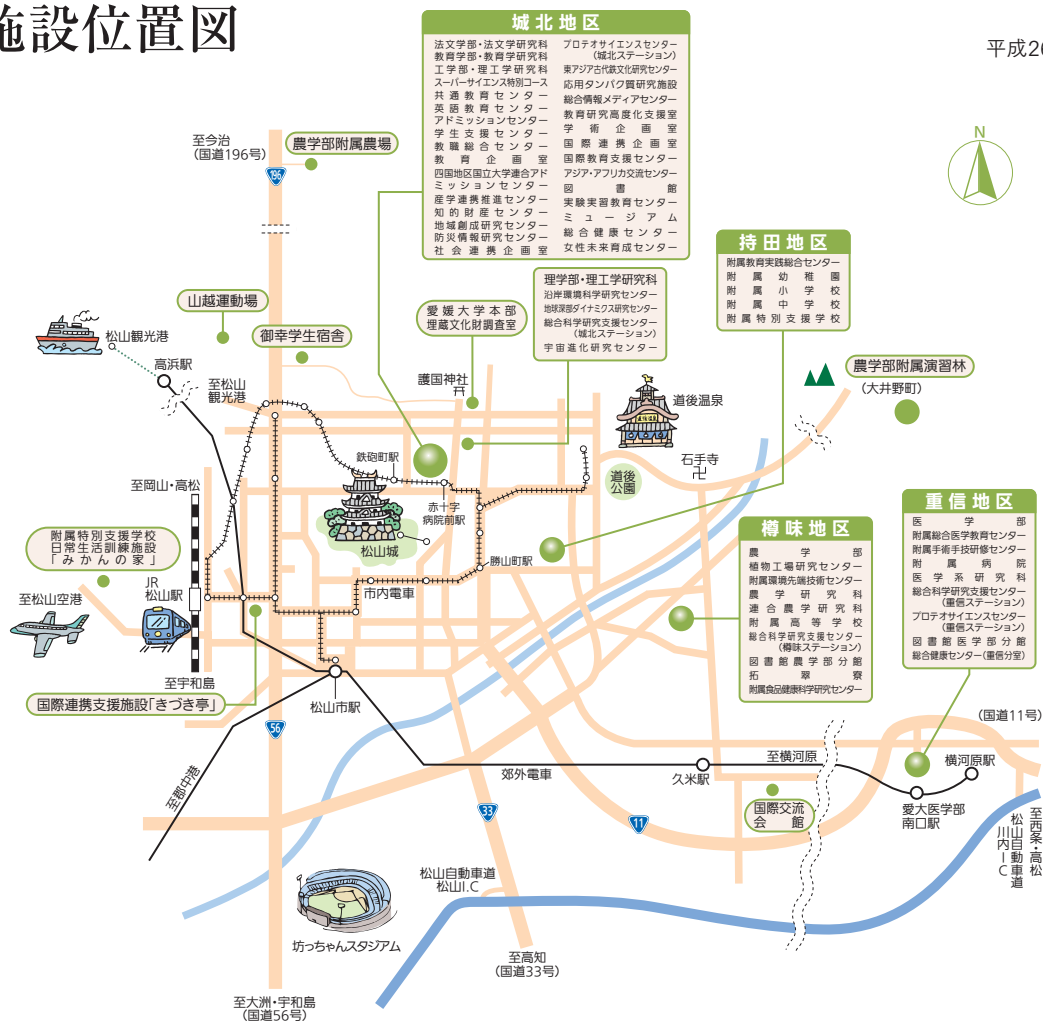 施設位置図
平成26
城北地区
法文学部・法文学研究科
教育学部・教育学研究科
工学部・理工学研究科
スーパーサイエンス特別コース
共通教育センター
英語教育センター
アドミッションセンター
学生支援センター
教職総合センター
教育企画室
四国地区国立大学連合アド
ミッションセンター
産学連携推進センター
知的財産センター
地域創成研究センター
防災情報研究センター
社会連携企画室
プロテオサイエンスセンター
(城北ステーション)
東アジア古代鉄文化研究センター
応用タンパク質研究施設
総合情報メディアセンター
教育研究高度化支援室
学術企画室
国際連携企画室
国際教育支援センター
アジア・アフリカ交流センター
図書館
実験実習教育センター
ミュージアム
総合健康センター
女性未来育成センター
N
至今治
(国道196号)
農学部附属農場
196
持田地区
附属教育実践総合センター
附属幼稚園
附属小学校
附属中学校
附属特別支援学校
理学部・理工学研究科
沿岸環境科学研究センター
地球深部ダイナミクス研究センター
総合科学研究支援センター
(城北ステーション)
宇宙進化研究センター
愛媛大学本部
埋蔵文化財調査室
山越運動場
御幸学生宿舎
松山観光港
高浜駅
至松山
観光港
護国神社
農学部附属演習林
(大井野町)
道後温泉
道後温泉
石手寺
卍
道後
公園
鉄砲町駅
赤十字
病院前駅
至岡山・高松
松山城
勝山町駅
市内電車
附属特別支援学校
日常生活訓練施設
「みかんの家」
JR
松山駅
至松山空港
至宇和島
国際連携支援施設「きづき亭」
松山市駅
樽味地区
農学部
植物工場研究センター
附属環境先端技術センター
農学研究科
連合農学研究科
附属高等学校
総合科学研究支援センター
(樽味ステーション)
図書館農学部分館
拓翠寮
附属食品健康科学研究センター
重信地区
医学部
附属総合医学教育センター
附属手術手技研修センター
附属病院
医学系研究科
総合科学研究支援センター
(重信ステーション)
プロテオサイエンスセンター
(重信ステーション)
図書館医学部分館
総合健康センター(重信分室)
(国道11号)
56
至郡中港
郊外電車
久米駅
至横河原
横河原駅
愛大医学部
南口駅
国際交流
会館
33
11
至西条・高松
松山自動車道
川内IC
松山自動車道
松山I.C
坊っちゃんスタジアム
至高知
(国道33号)
至大洲・宇和島
(国道56号)